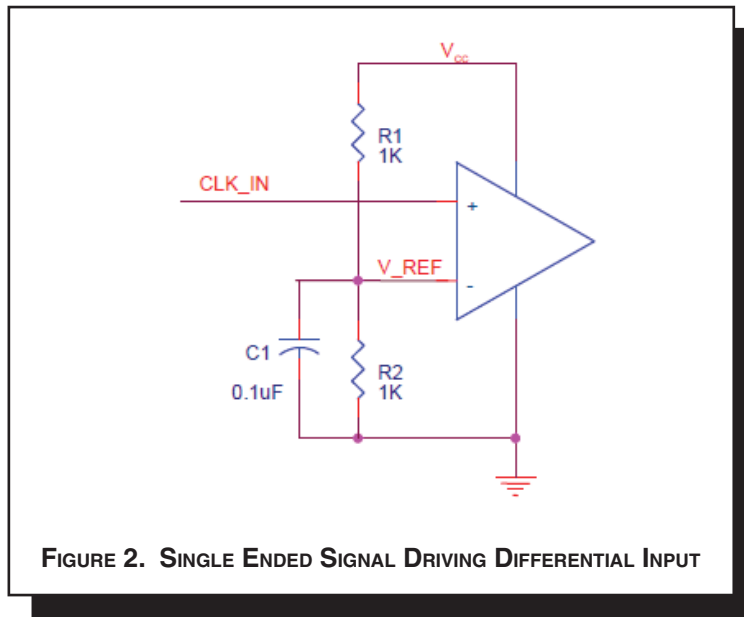 Vcc
R1
1K
CLK_IN
+
V_REF
-
C1
0.1uF
R2
1K
FIGURE 2. SINGLE ENDED SIGNAL DRIVING DIFFERENTIAL INPUT